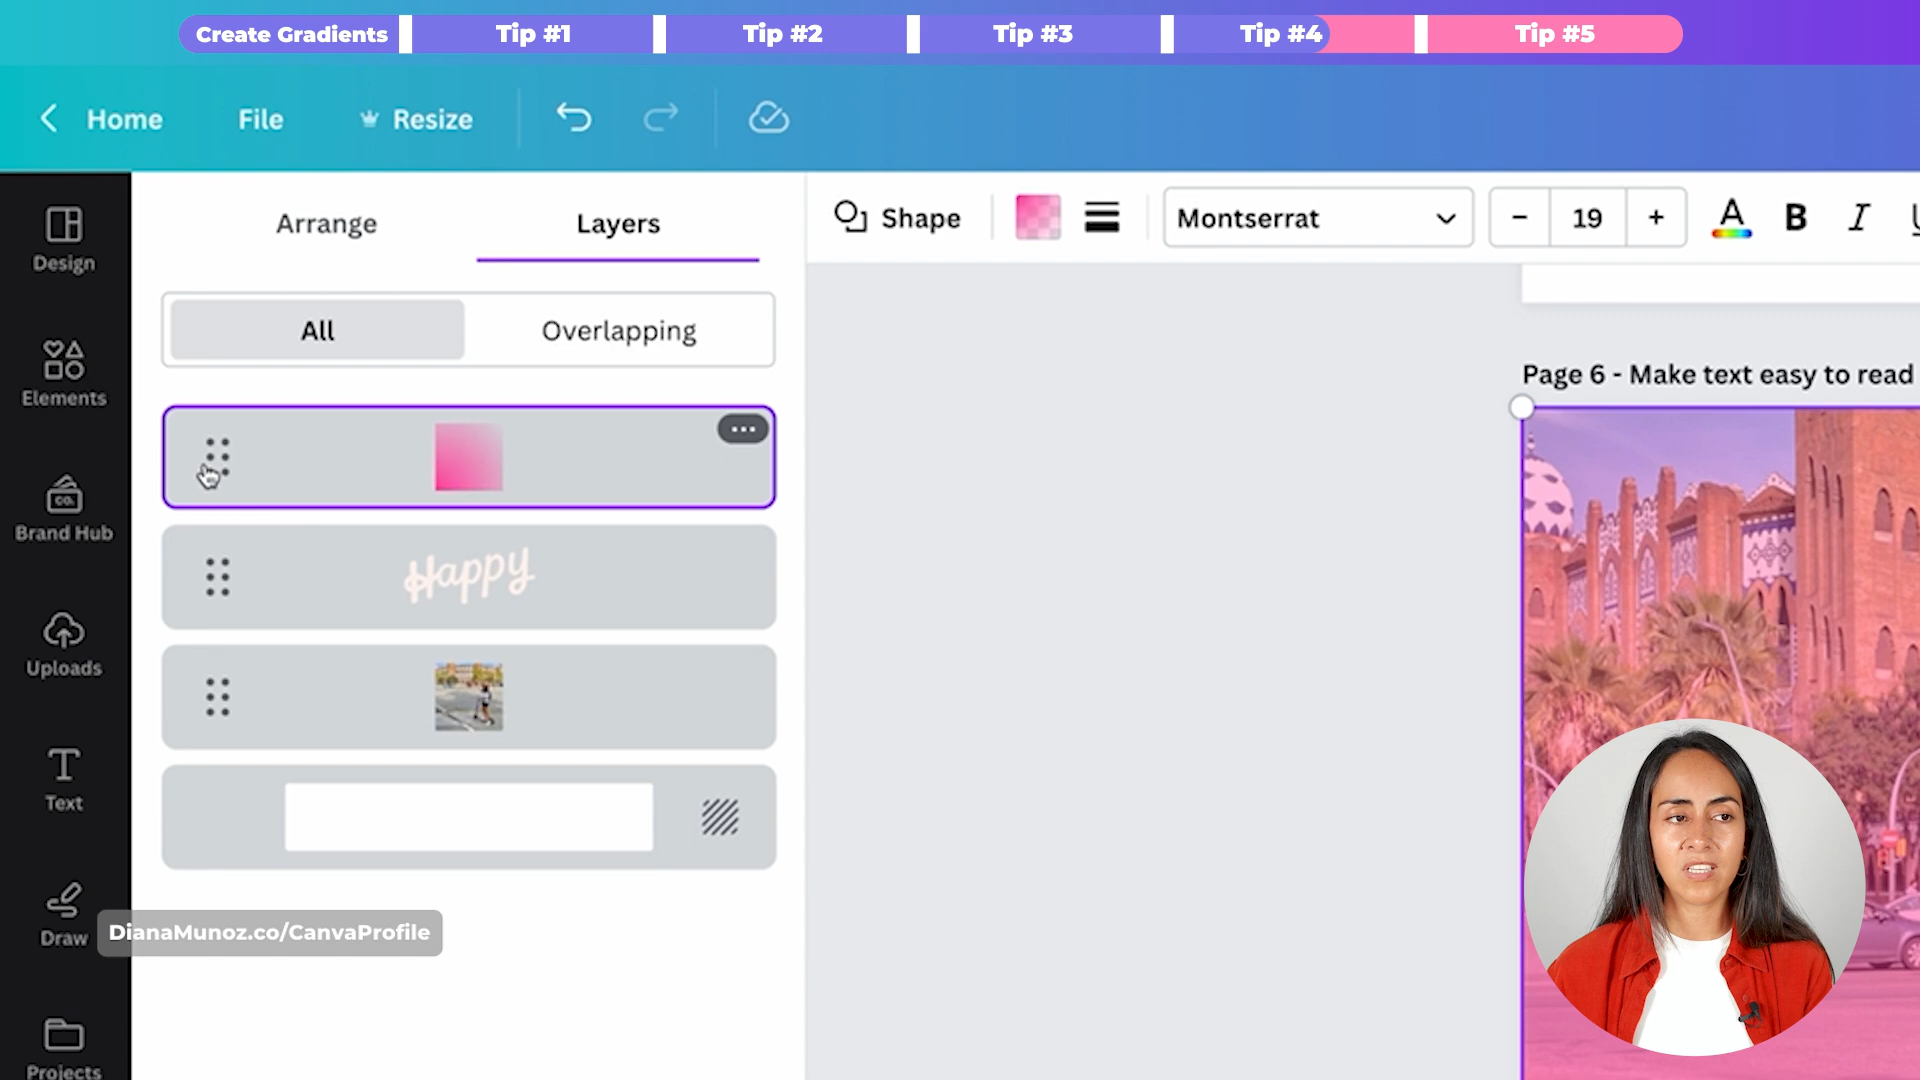 Create Gradients
Tip #1
Tip #2
Tip #3
Tip #4
Tip #5
Home
File
Resize
Arrange
Layers
Shape
Montserrat
19
A
B
I
U
Design
All
Overlapping
Elements
Page 6 - Make text easy to read
CO.
Brand Hub
Happy
Uploads
Text
Draw
DianaMunoz.co/CanvaProfile
Projects